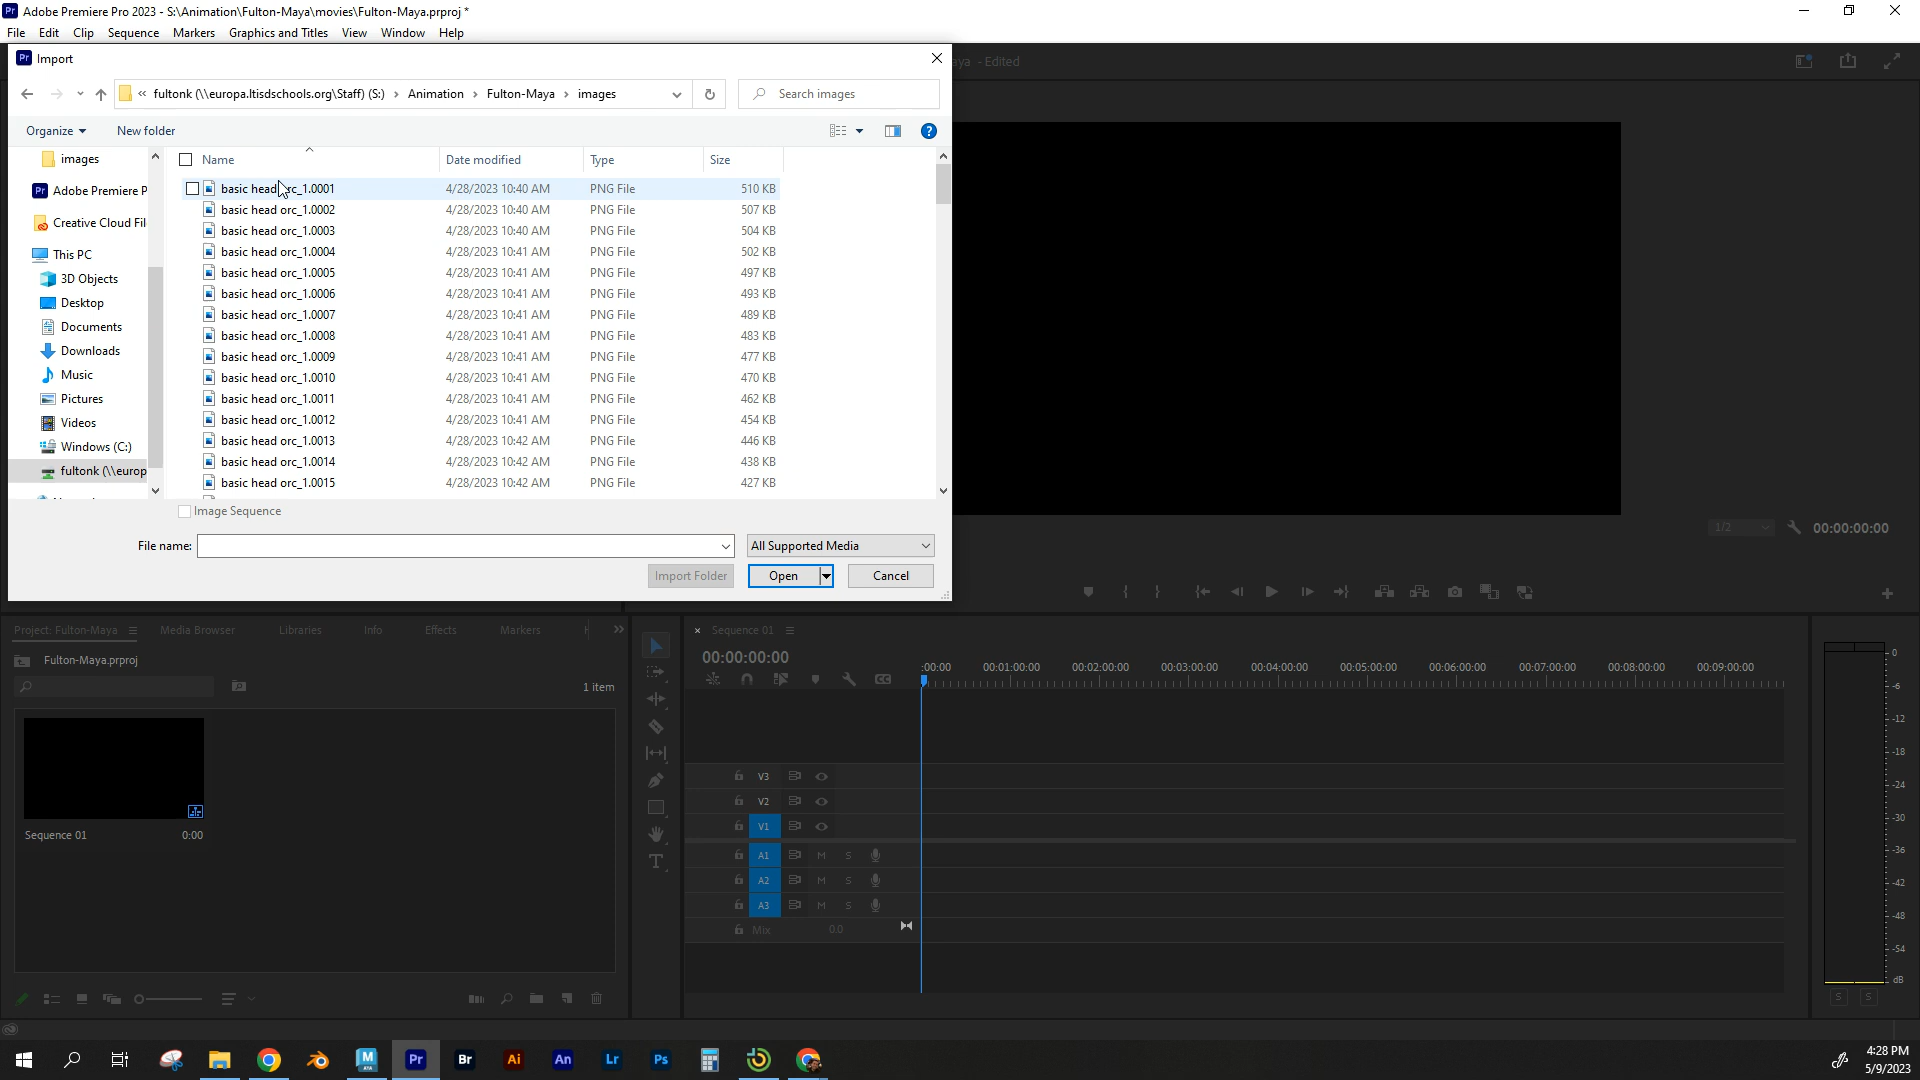 Adobe Premiere Pro 2023 - S:\Animation\Fulton-Maya\movies\Fulton-Maya.prproj *
File Edit Clip Sequence Markers Graphics and Titles View Window Help
Import
aya - Edited
« fultonk (\\europa.ltisdschools.org\Staff) (S:) > Animation > Fulton-Maya > images
Search images
Organize New folder
Name Date modified Type Size
images
Adobe Premiere P
Creative Cloud Fil
This PC
3D Objects
Desktop
Documents
Downloads
Music
Pictures
Videos
Windows (C:)
fultonk (\\europ
basic head orc_1.0001 4/28/2023 10:40 AM PNG File 510 KB
basic head orc_1.0002 4/28/2023 10:40 AM PNG File 507 KB
basic head orc_1.0003 4/28/2023 10:40 AM PNG File 504 KB
basic head orc_1.0004 4/28/2023 10:41 AM PNG File 502 KB
basic head orc_1.0005 4/28/2023 10:41 AM PNG File 497 KB
basic head orc_1.0006 4/28/2023 10:41 AM PNG File 493 KB
basic head orc_1.0007 4/28/2023 10:41 AM PNG File 489 KB
basic head orc_1.0008 4/28/2023 10:41 AM PNG File 483 KB
basic head orc_1.0009 4/28/2023 10:41 AM PNG File 477 KB
basic head orc_1.0010 4/28/2023 10:41 AM PNG File 470 KB
basic head orc_1.0011 4/28/2023 10:41 AM PNG File 462 KB
basic head orc_1.0012 4/28/2023 10:41 AM PNG File 454 KB
basic head orc_1.0013 4/28/2023 10:42 AM PNG File 446 KB
basic head orc_1.0014 4/28/2023 10:42 AM PNG File 438 KB
basic head orc_1.0015 4/28/2023 10:42 AM PNG File 427 KB
Image Sequence
File name: All Supported Media
Import Folder Open Cancel
1/2 00:00:00:00
Project: Fulton-Maya Media Browser Libraries Info Effects Markers
Fulton-Maya.prproj
1 item
Sequence 01 0:00
Sequence 01
00:00:00:00
:00:00 00:01:00:00 00:02:00:00 00:03:00:00 00:04:00:00 00:05:00:00 00:06:00:00 00:07:00:00 00:08:00:00 00:09:00:00
V3
V2
V1
A1 M S
A2 M S
A3 M S
Mix 0.0
0
-6
-12
-18
-24
-30
-36
-42
-48
-54
dB
S S
Pr Br Ai An Lr Ps
4:28 PM
5/9/2023